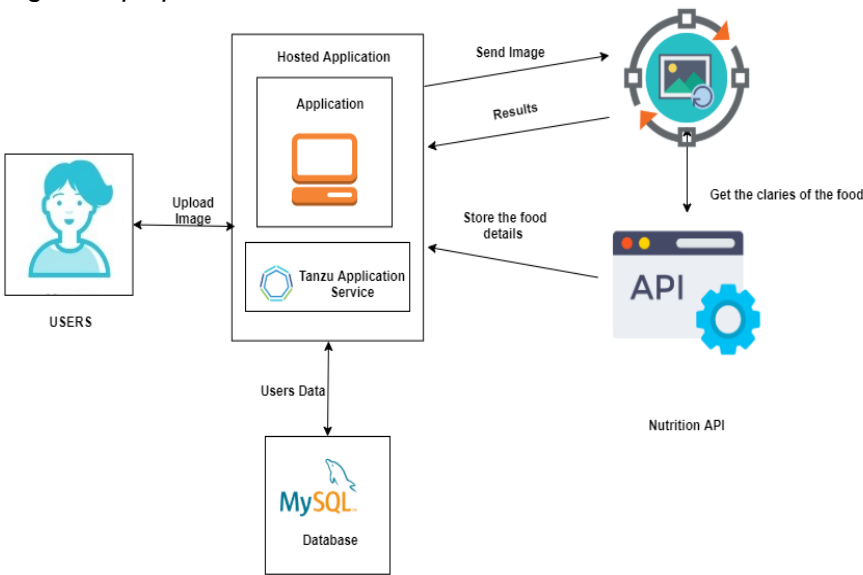 Hosted Application
Send Image
Application
Results
Upload
Image
Get the claries of the food
Store the food
details
API
Tanzu Application
Service
USERS
Users Data
Nutrition API
MySQL
Database